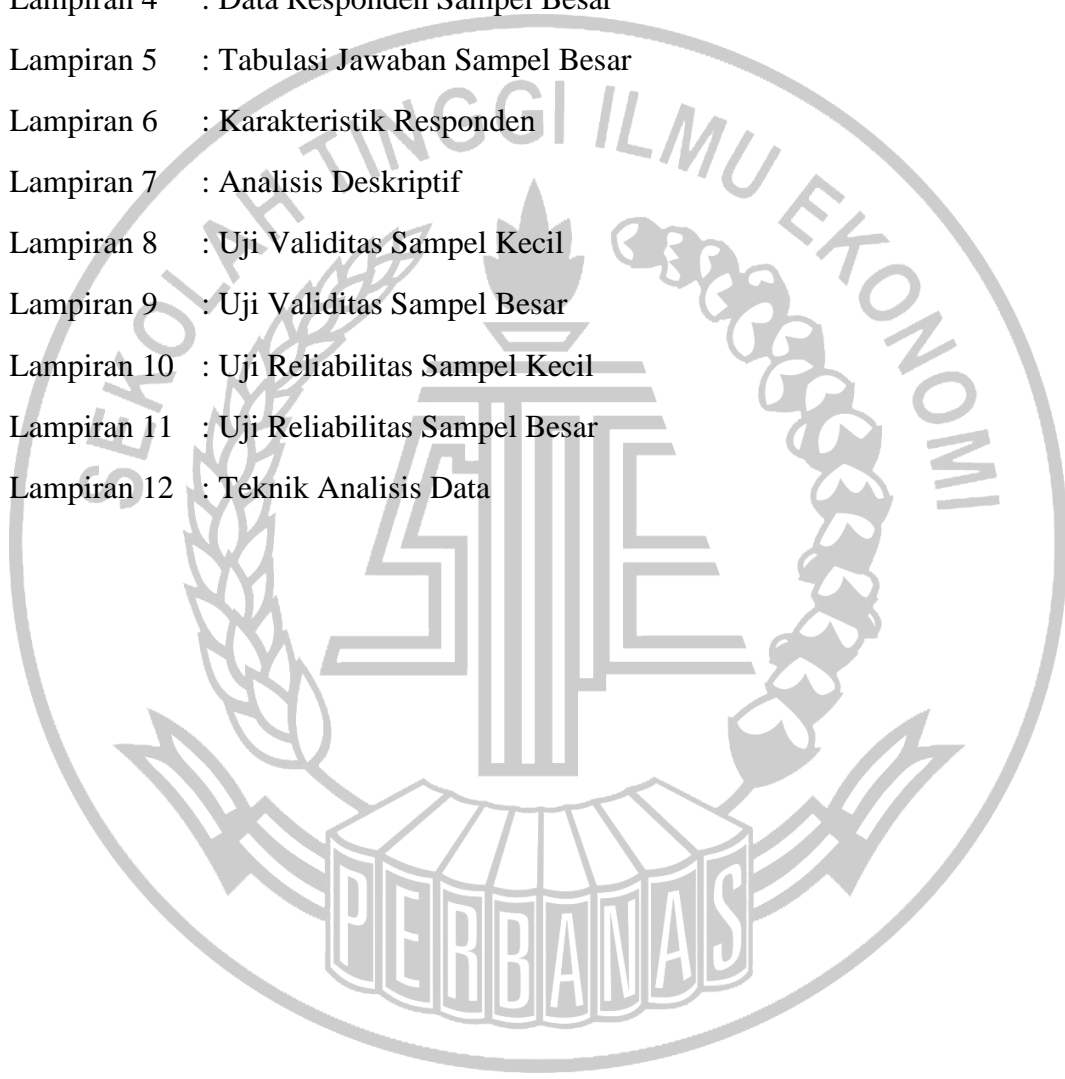 Lampiran 4 : Data Responden Sampel Besar
Lampiran 5 : Tabulasi Jawaban Sampel Besar
Lampiran 6 : Karakteristik Responden
Lampiran 7 : Analisis Deskriptif
Lampiran 8 : Uji Validitas Sampel Kecil
Lampiran 9 : Uji Validitas Sampel Besar
Lampiran 10 : Uji Reliabilitas Sampel Kecil
Lampiran 11 : Uji Reliabilitas Sampel Besar
Lampiran 12 : Teknik Analisis Data
SEKOLAH TINGGI ILMU EKONOMI
STIE
PERBANAS